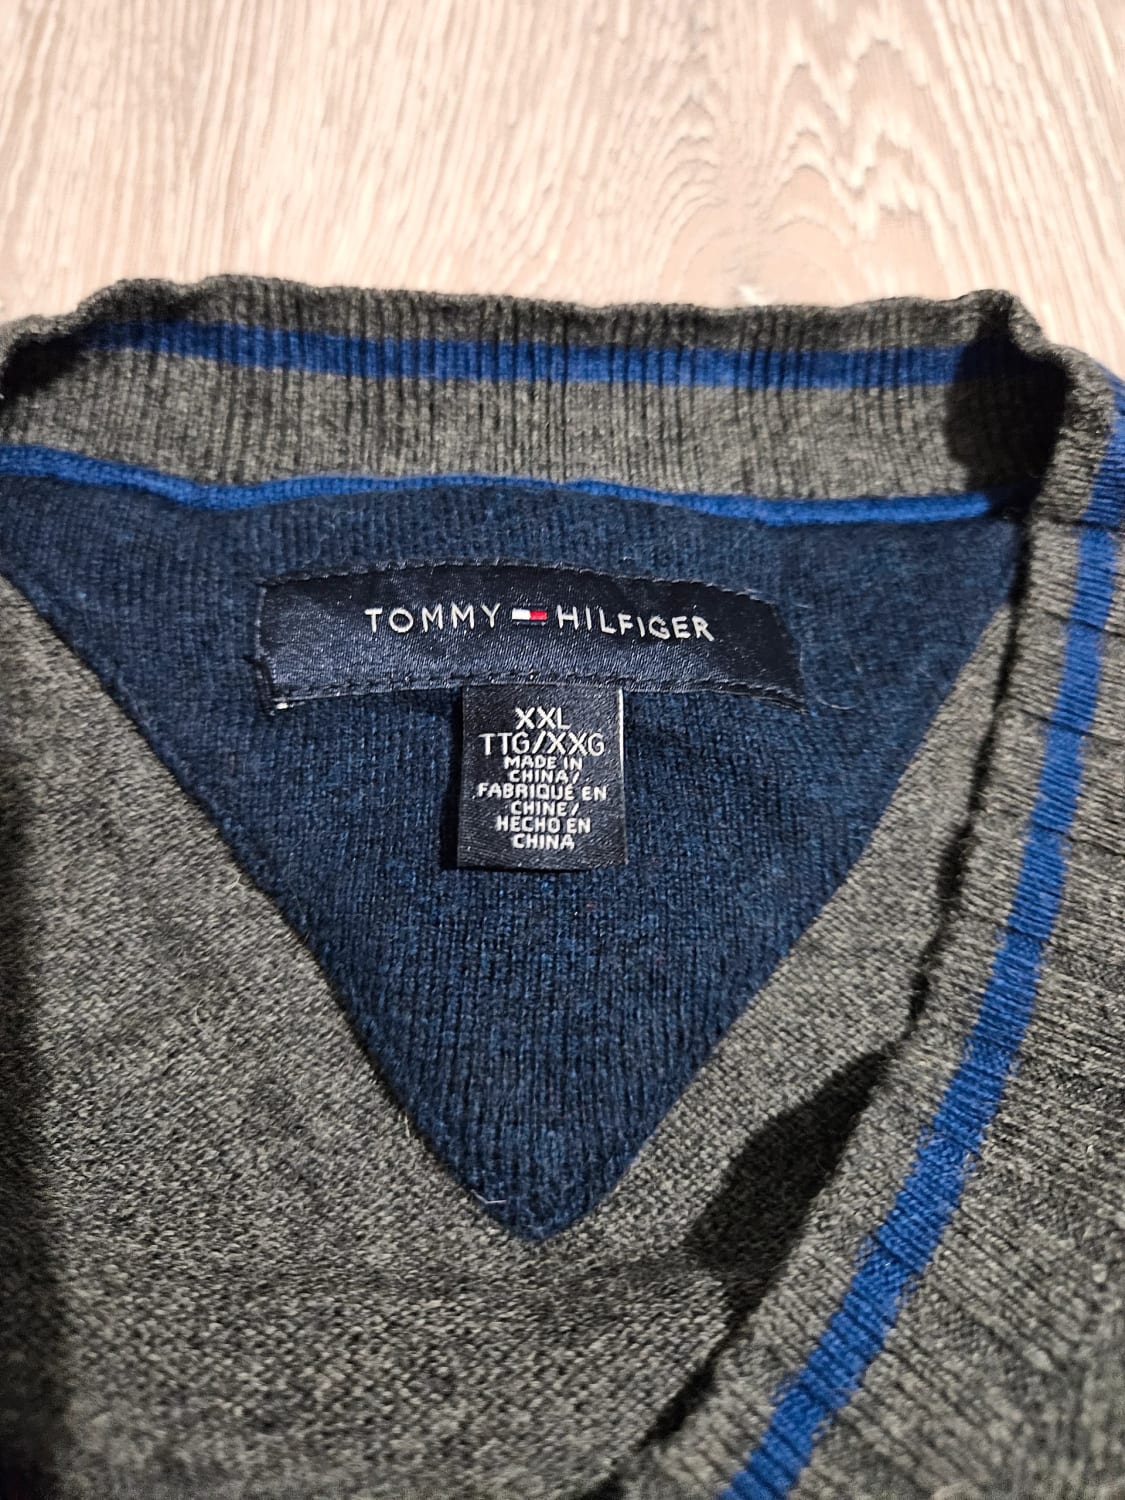 TOMMY HILFIGER
XXL
TTG/XXG
MADE IN
CHINA/
FABRIQUÉ EN
CHINE/
HECHO EN
CHINA